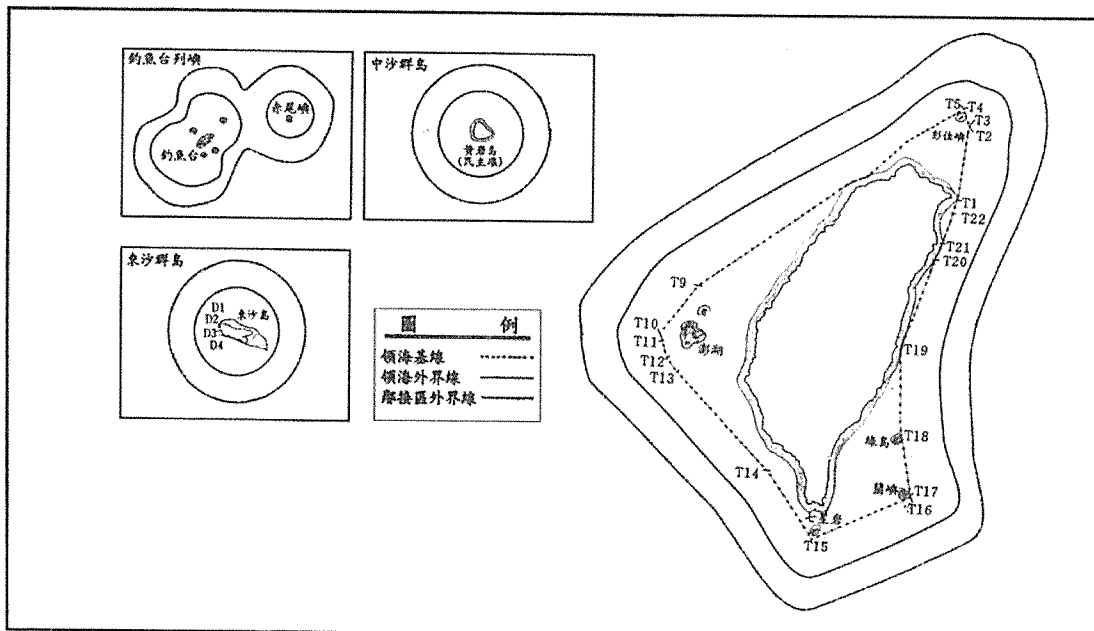 釣魚台列嶼
赤尾嶼
釣魚台
中沙群島
黃岩島
(民主礁)
東沙群島
D1
D2
D3
D4
東沙島
圖 例
領海基線
領海外界線
鄰接區外界線
T5
T4
T3
T2
彭佳嶼
T1
T22
T21
T20
T9
T10
T11
T12
T13
澎湖
T19
綠島
T18
T14
蘭嶼
T17
T16
七星岩
T15